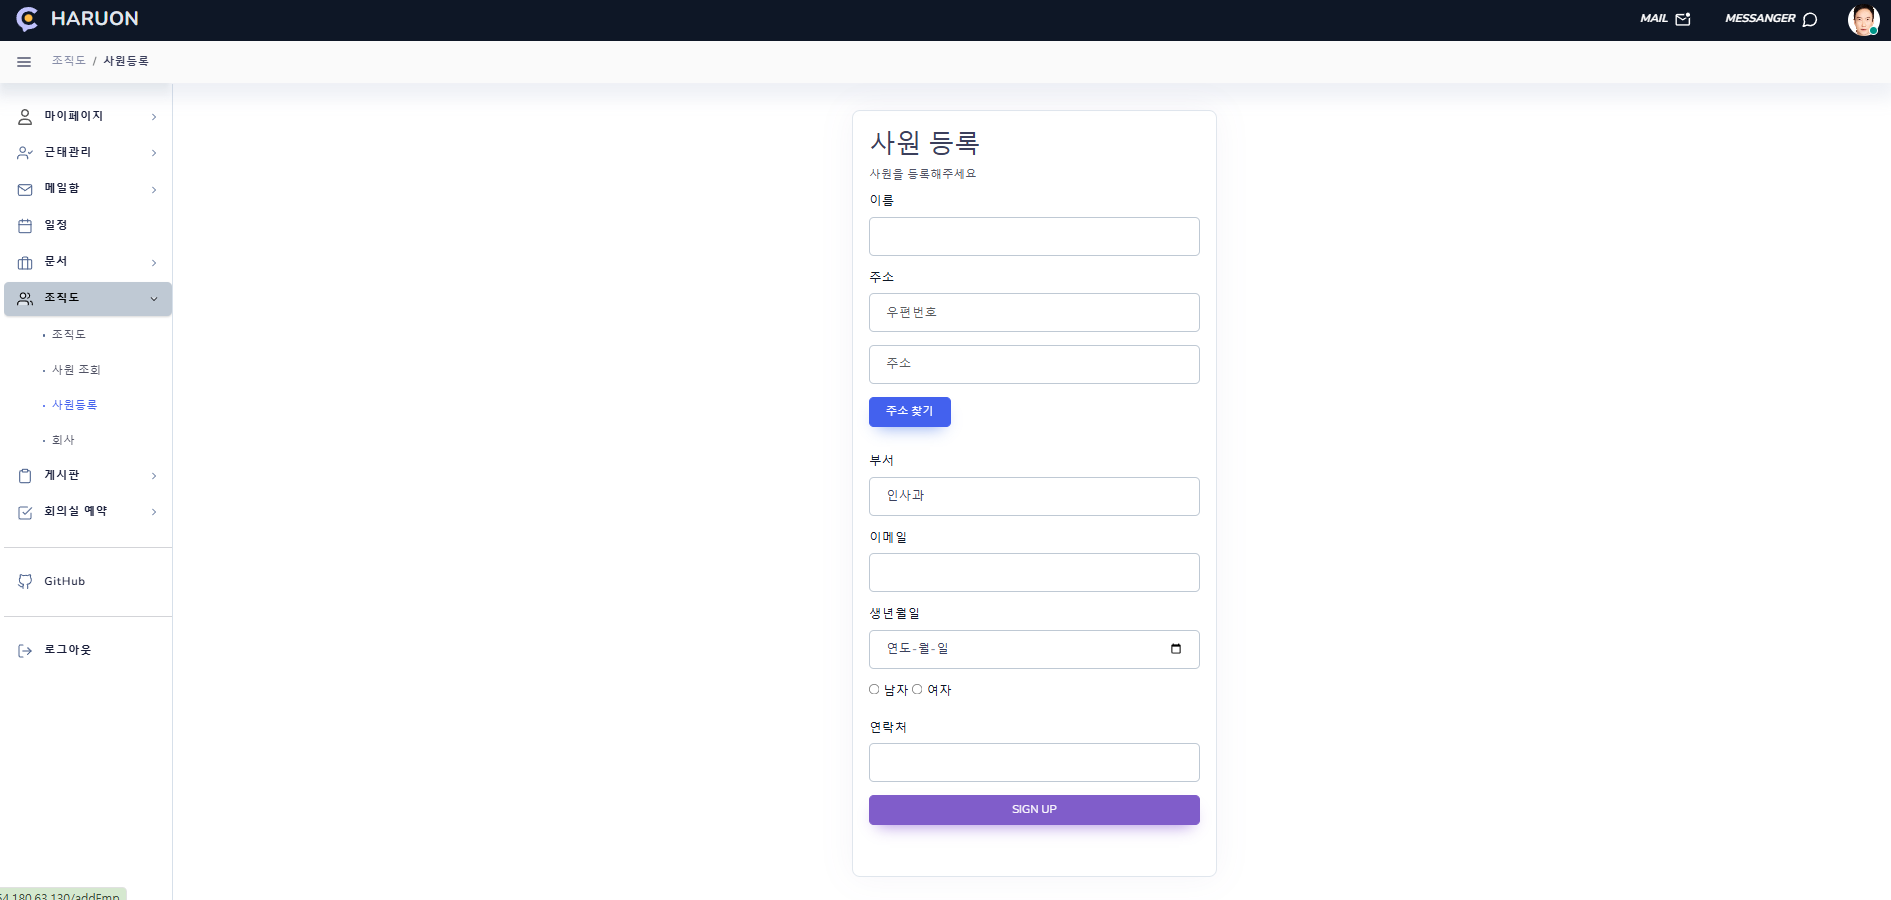 HARUON
MAIL
MESSANGER
조직도 / 사원등록
마이페이지
근태관리
메일함
일정
문서
조직도
조직도
사원 조회
사원등록
회사
게시판
회의실 예약
GitHub
로그아웃
사원 등록
사원을 등록해주세요
이름
주소
우편번호
주소
주소 찾기
부서
인사과
이메일
생년월일
연도-월-일
남자 여자
연락처
SIGN UP
54.180.63.130/addEmp